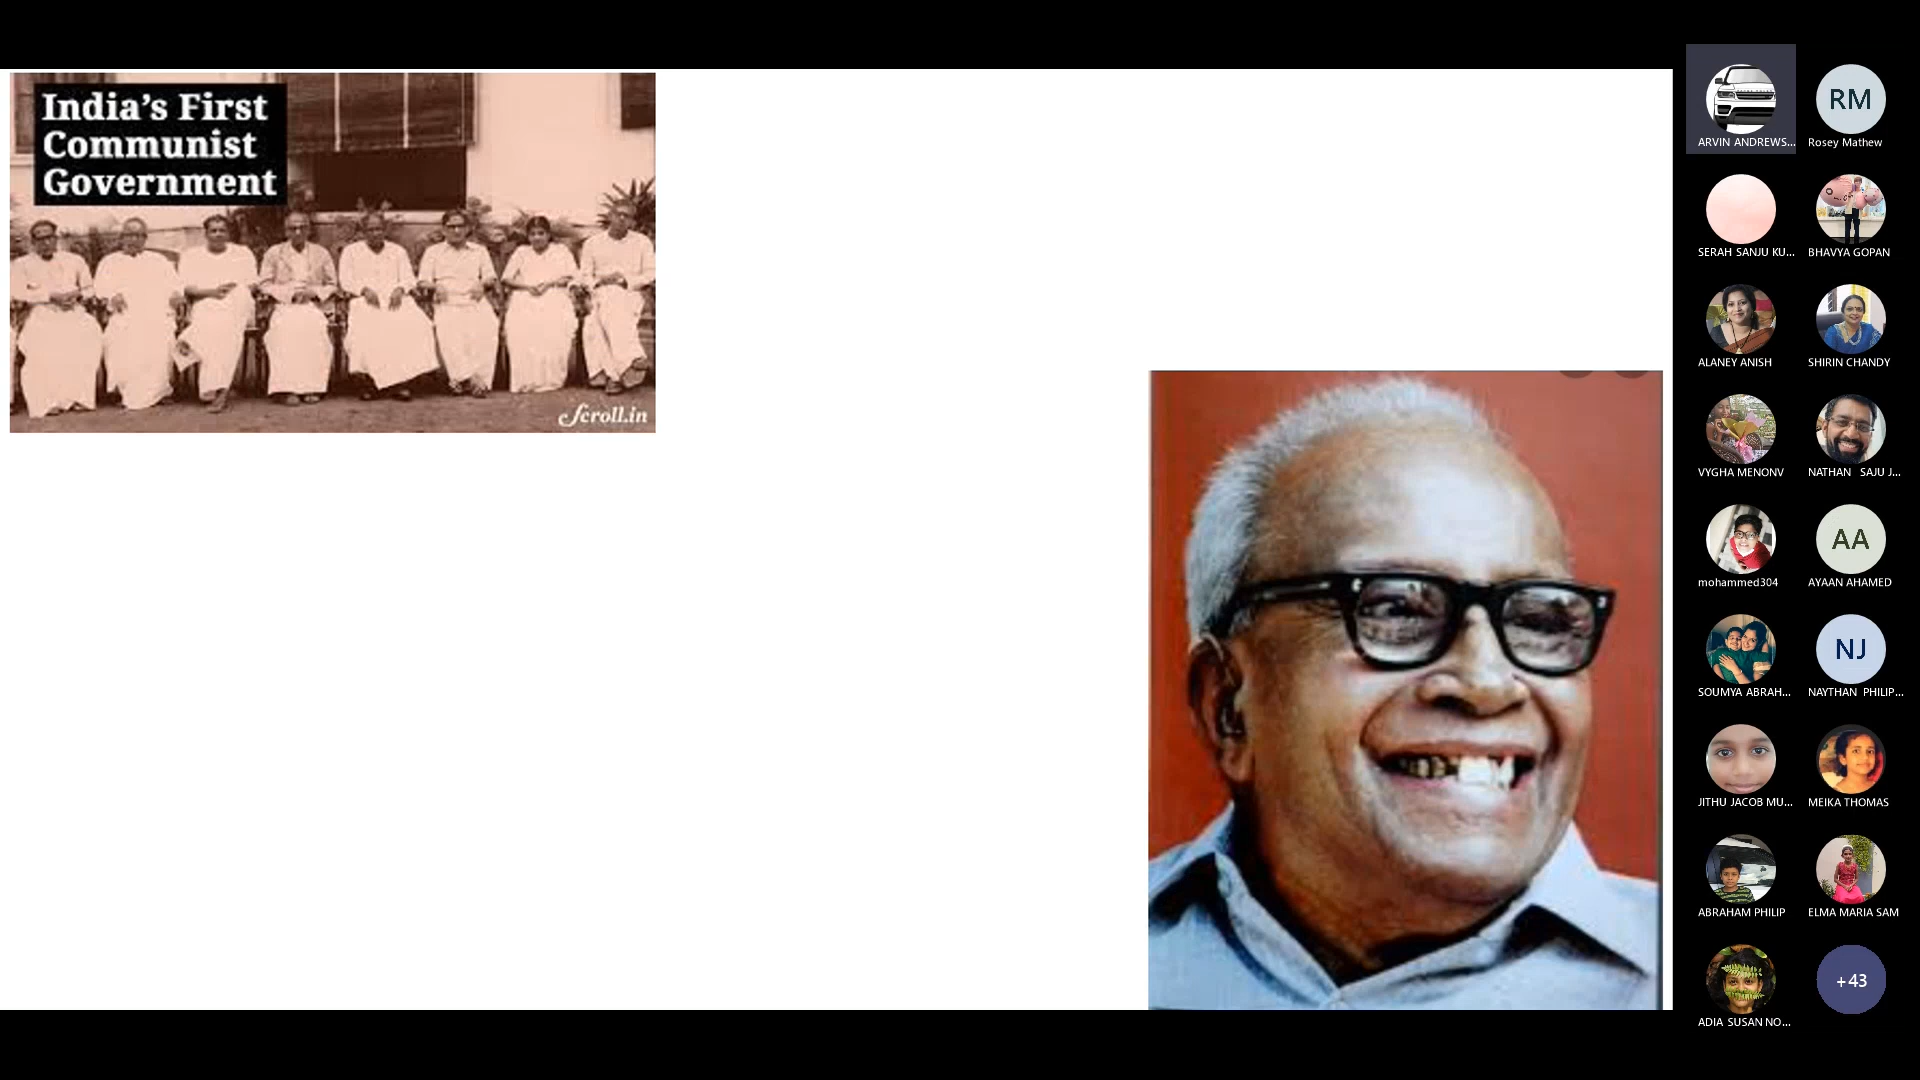 India's First
Communist
Government
Scroll.in
ARVIN ANDREWS...
RM
Rosey Mathew
SERAH SANJU KU...
BHAVYA GOPAN
ALANEY ANISH
SHIRIN CHANDY
VYGHA MENONV
NATHAN SAJU J...
mohammed304
AA
AYAAN AHAMED
SOUMYA ABRAH...
NJ
NAYTHAN PHILIP...
JITHU JACOB MU...
MEIKA THOMAS
ABRAHAM PHILIP
ELMA MARIA SAM
ADIA SUSAN NO...
+43